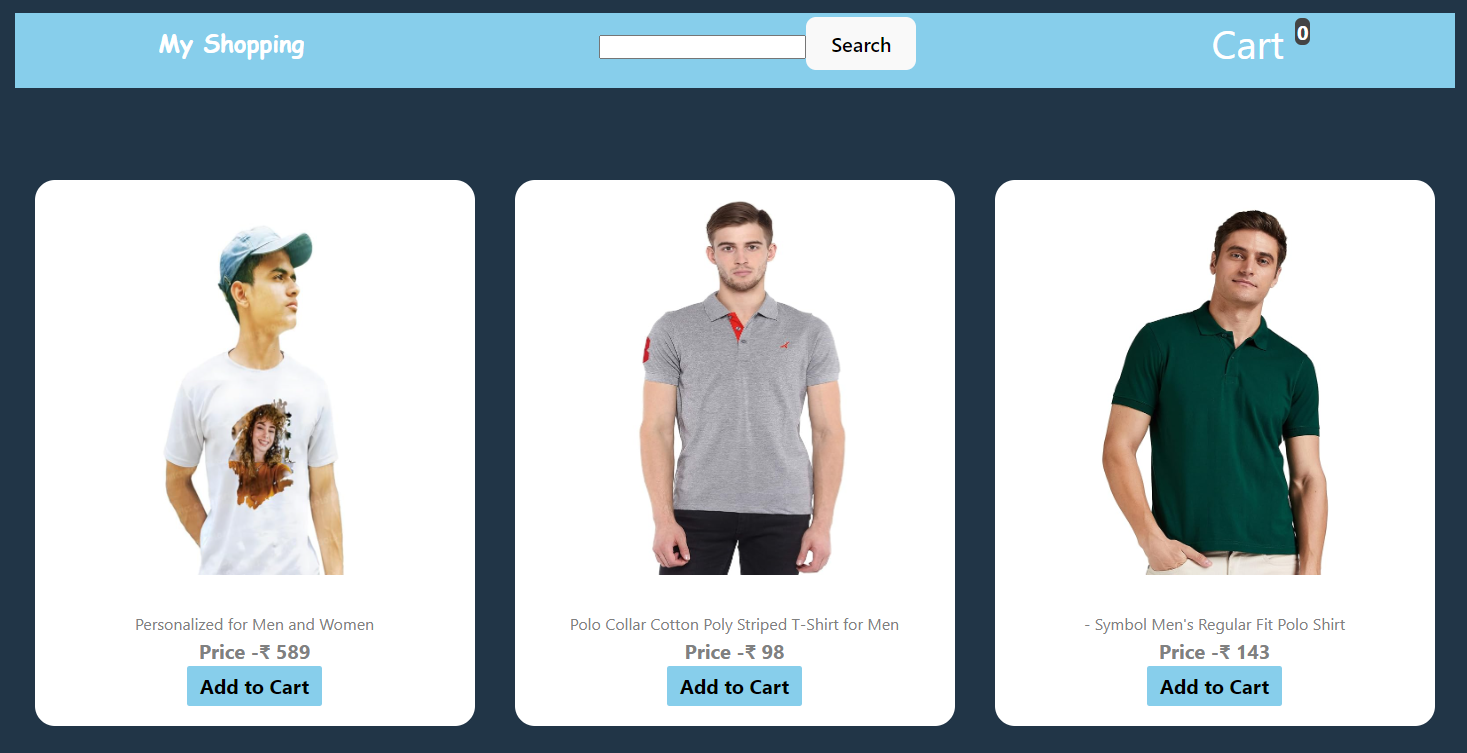 My Shopping
Search
Cart 0
Personalized for Men and Women
Price -₹ 589
Add to Cart
Polo Collar Cotton Poly Striped T-Shirt for Men
Price -₹ 98
Add to Cart
- Symbol Men's Regular Fit Polo Shirt
Price -₹ 143
Add to Cart